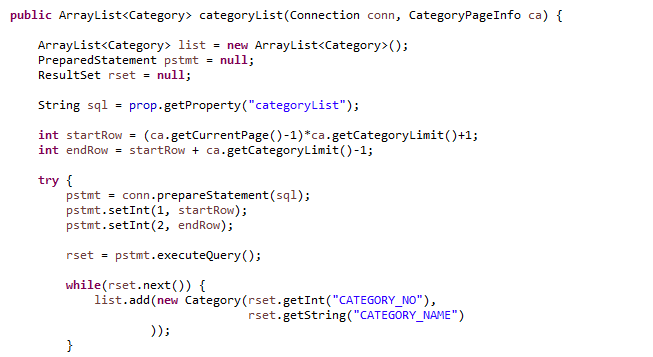 public ArrayList<Category> categoryList(Connection conn, CategoryPageInfo ca) {
ArrayList<Category> list = new ArrayList<Category>();
PreparedStatement pstmt = null;
ResultSet rset = null;
String sql = prop.getProperty("categoryList");
int startRow = (ca.getCurrentPage()-1)*ca.getCategoryLimit()+1;
int endRow = startRow + ca.getCategoryLimit()-1;
try {
pstmt = conn.prepareStatement(sql);
pstmt.setInt(1, startRow);
pstmt.setInt(2, endRow);
rset = pstmt.executeQuery();
while(rset.next()) {
list.add(new Category(rset.getInt("CATEGORY_NO"),
rset.getString("CATEGORY_NAME")
));
}